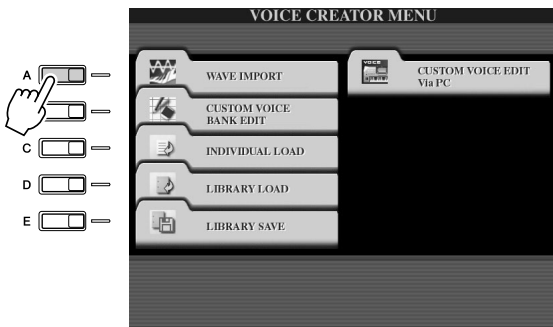 VOICE CREATOR MENU
A
WAVE IMPORT
CUSTOM VOICE EDIT
Via PC
CUSTOM VOICE
BANK EDIT
C
INDIVIDUAL LOAD
D
LIBRARY LOAD
E
LIBRARY SAVE